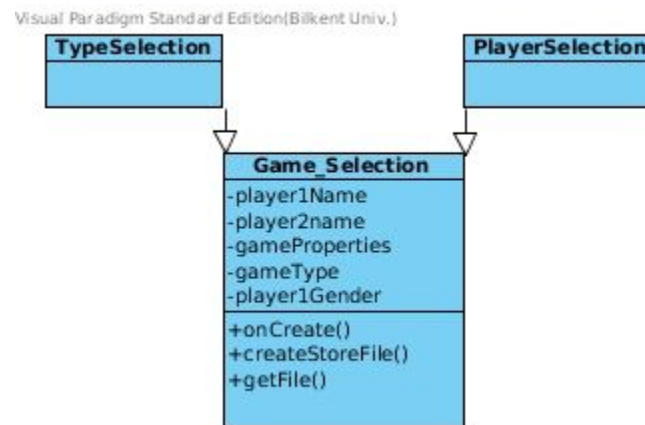 Visual Paradigm Standard Edition(Bilkent Univ.)
TypeSelection
PlayerSelection
Game_Selection
-player1Name
-player2name
-gameProperties
-gameType
-player1Gender
+onCreate()
+createStoreFile()
+getFile()